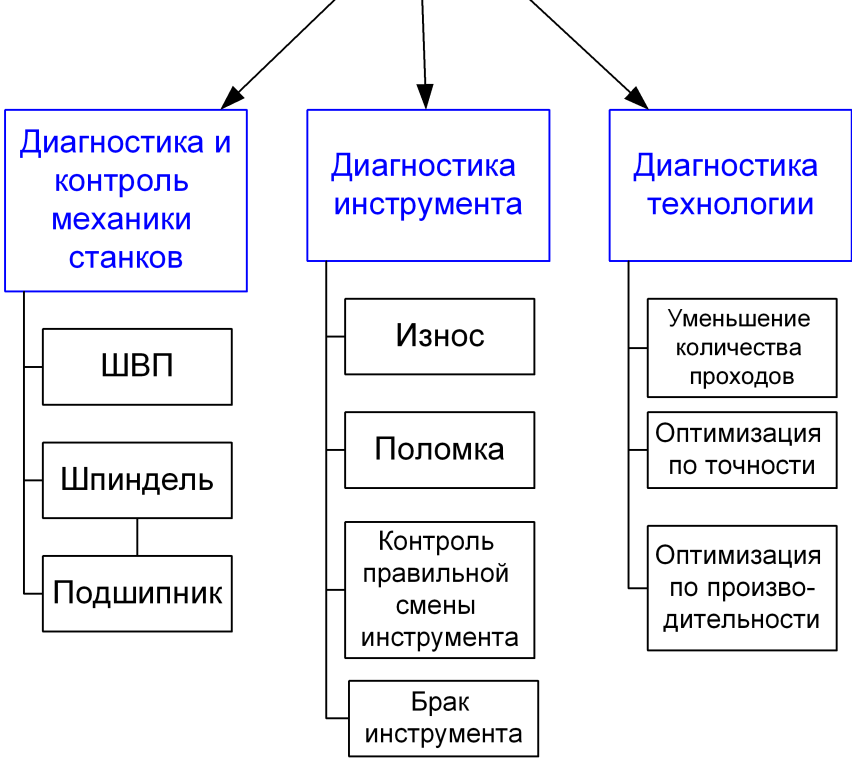 Диагностика и
контроль
механики
станков
ШВП
Шпиндель
Подшипник
Диагностика
инструмента
Износ
Поломка
Контроль
правильной
смены
инструмента
Брак
инструмента
Диагностика
технологии
Уменьшение
количества
проходов
Оптимизация
по точности
Оптимизация
по произво-
дительности